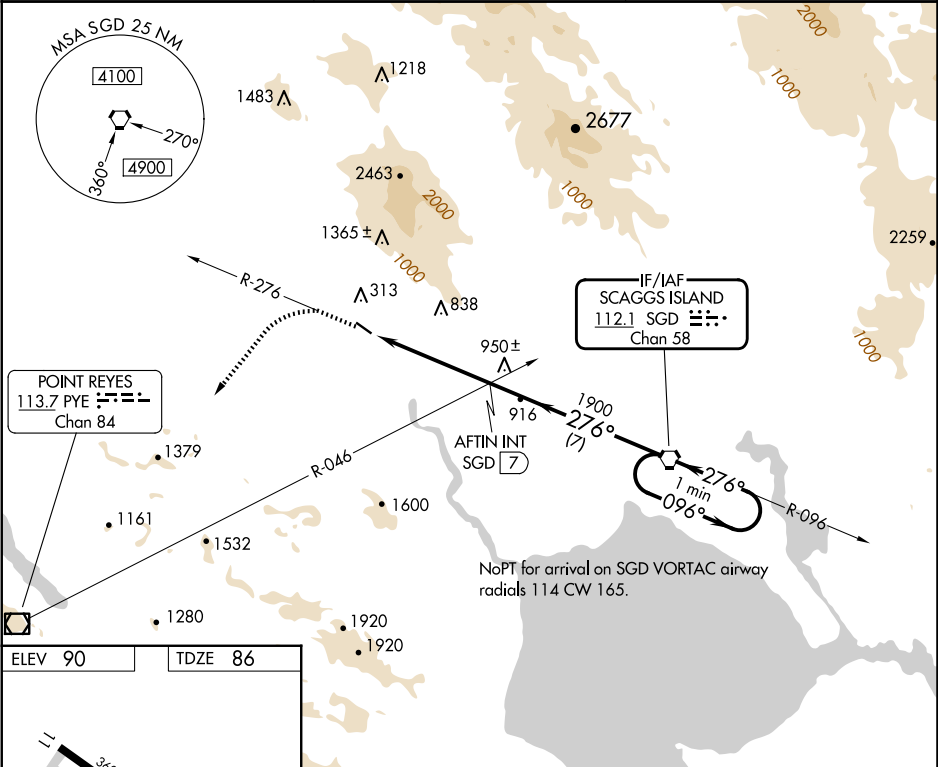 MSA SGD 25 NM
4100
270°
360°
4900
1218
1483
2677
2463
2000
1000
1365 ±
1000
1000
2000
1000
2259
1000
R-276
313
838
IF/IAF
SCAGGS ISLAND
112.1 SGD
Chan 58
950 ±
POINT REYES
113.7 PYE
Chan 84
916
1900
276°
(7)
AFTIN INT
SGD 7
R-046
1379
276°
1 min
096°
R-096
1161
1600
1532
NoPT for arrival on SGD VORTAC airway
radials 114 CW 165.
1280
1920
1920
ELEV 90
TDZE 86
11